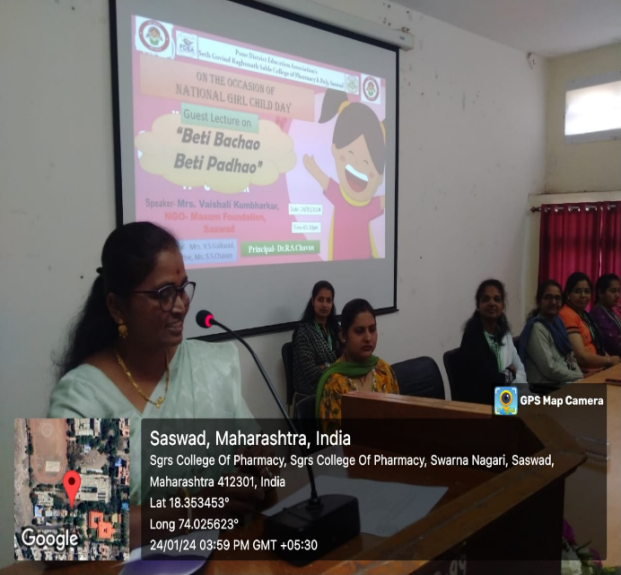 Pune District Education Association's
Seth Govind Raghunath Sable College of Pharmacy
ON THE OCCASION OF
NATIONAL GIRL CHILD DAY
Guest Lecture on
"Beti Bachao
Beti Padhao"
Speaker- Mrs. Vaishali Kumbharkar,
NGO- Masum Foundation,
Saswad
Principal- Dr.R.S.Chavan
GPS Map Camera
Saswad, Maharashtra, India
Sgrs College Of Pharmacy, Sgrs College Of Pharmacy, Swarna Nagari, Saswad,
Maharashtra 412301, India
Lat 18.353453°
Long 74.025623°
24/01/24 03:59 PM GMT +05:30
Google